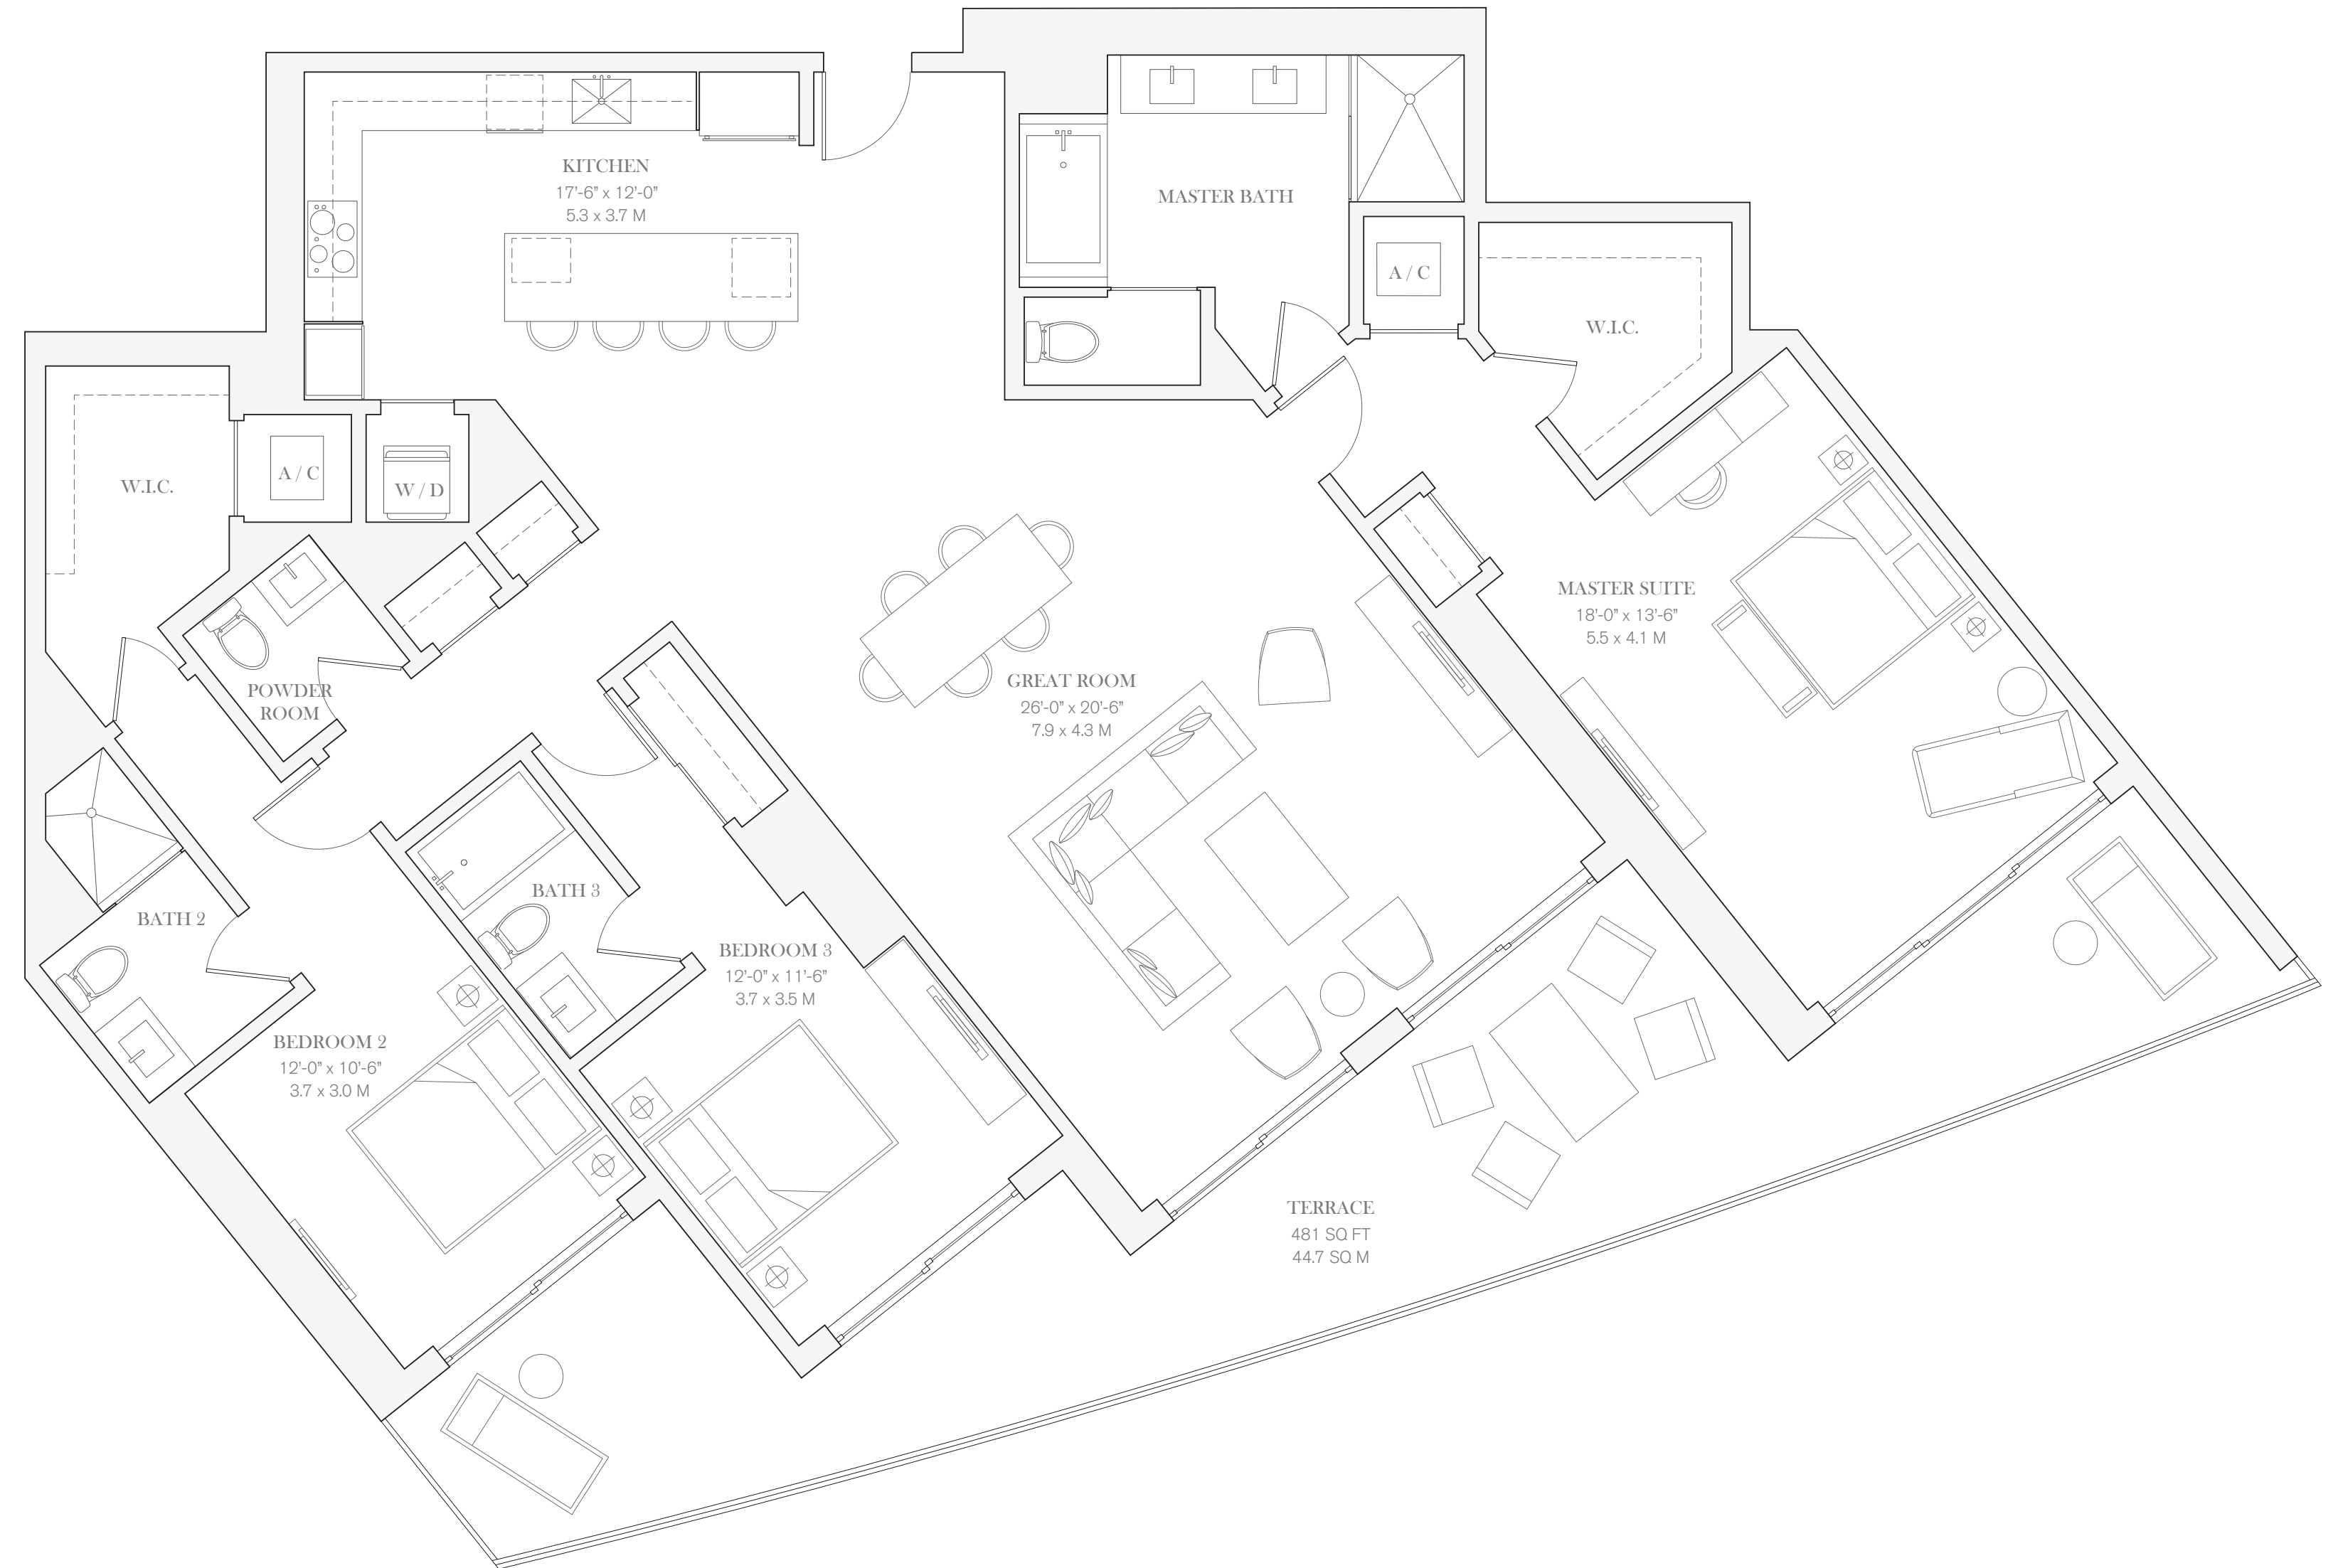 KITCHEN
17'-6" x 12'-0"
5.3 x 3.7 M
MASTER BATH
A / C
W.I.C.
W.I.C.
A / C
W / D
MASTER SUITE
18'-0" x 13'-6"
5.5 x 4.1 M
POWDER
ROOM
GREAT ROOM
26'-0" x 20'-6"
7.9 x 4.3 M
BATH 2
BATH 3
BEDROOM 3
12'-0" x 11'-6"
3.7 x 3.5 M
BEDROOM 2
12'-0" x 10'-6"
3.7 x 3.0 M
TERRACE
481 SQ FT
44.7 SQ M